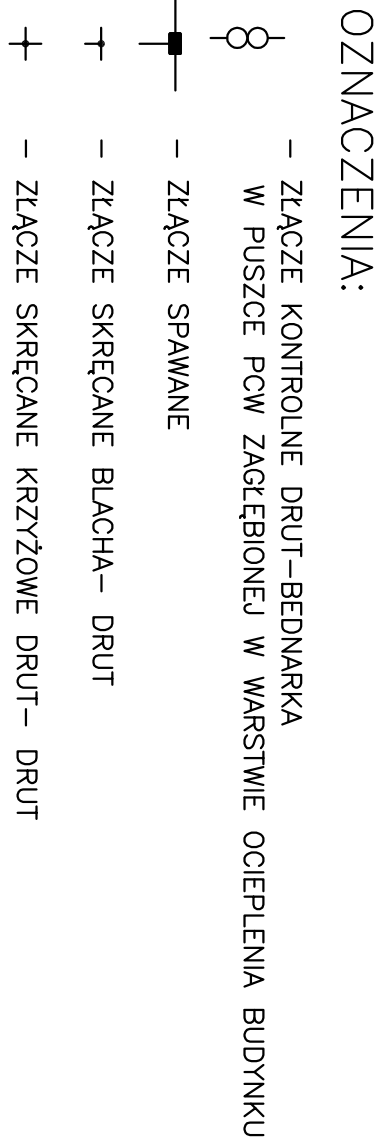 OZNACZENIA:
– ZŁĄCZE KONTROLNE DRUT–BEDNARKA
W PUSZCE PCW ZAGŁĘBIONEJ W WARSTWIE OCIEPLENIA BUDYNKU
– ZŁĄCZE SPAWANE
– ZŁĄCZE SKRĘCANE BLACHA– DRUT
– ZŁĄCZE SKRĘCANE KRZYŻOWE DRUT– DRUT